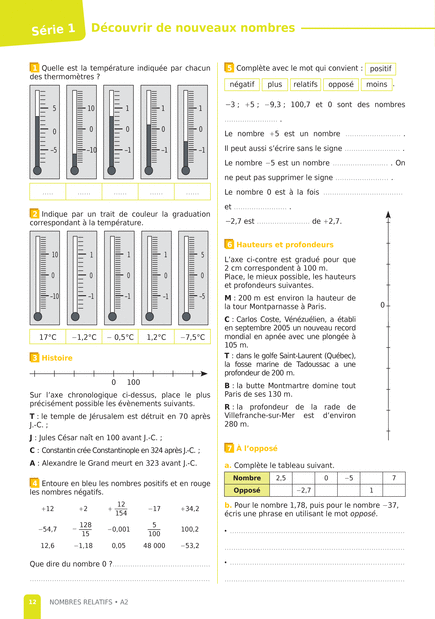 Série 1
Découvrir de nouveaux nombres
1 Quelle est la température indiquée par chacun
des thermomètres ?
5 10 1 1 1
0 0 0 0 0
−5 −10 −1 −1 −1
...... ...... ...... ...... ......
2 Indique par un trait de couleur la graduation
correspondant à la température.
10 1 1 1 5
0 0 0 0 0
−10 −1 −1 −1 −5
17°C −1,2°C − 0,5°C 1,2°C −7,5°C
3 Histoire
0 100
Sur l'axe chronologique ci-dessus, place le plus
précisément possible les évènements suivants.
T : le temple de Jérusalem est détruit en 70 après
J.-C. ;
J : Jules César naît en 100 avant J.-C. ;
C : Constantin crée Constantinople en 324 après J.-C. ;
A : Alexandre le Grand meurt en 323 avant J.-C.
4 Entoure en bleu les nombres positifs et en rouge
les nombres négatifs.
+12 +2 + 12/154 −17 +34,2
−54,7 − 128/15 −0,001 5/100 100,2
12,6 −1,18 0,05 48 000 −53,2
Que dire du nombre 0 ? ......................................
5 Complète avec le mot qui convient : positif
négatif plus relatifs opposé moins .
−3 ; +5 ; −9,3 ; 100,7 et 0 sont des nombres
...................... .
Le nombre +5 est un nombre ...................... .
Il peut aussi s'écrire sans le signe ...................... .
Le nombre −5 est un nombre ...................... . On
ne peut pas supprimer le signe ...................... .
Le nombre 0 est à la fois ................................
et ...................... .
−2,7 est ...................... de +2,7.
6 Hauteurs et profondeurs
L'axe ci-contre est gradué pour que
2 cm correspondent à 100 m.
Place, le mieux possible, les hauteurs
et profondeurs suivantes.
M : 200 m est environ la hauteur de
la tour Montparnasse à Paris.
C : Carlos Coste, Vénézuélien, a établi
en septembre 2005 un nouveau record
mondial en apnée avec une plongée à
105 m.
T : dans le golfe Saint-Laurent (Québec),
la fosse marine de Tadoussac a une
profondeur de 200 m.
B : la butte Montmartre domine tout
Paris de ses 130 m.
R : la profondeur de la rade de
Villefranche-sur-Mer est d'environ
280 m.
0
7 A l'opposé
a. Complète le tableau suivant.
Nombre 2,5 0 −5 7
Opposé −2,7 1
b. Pour le nombre 1,78, puis pour le nombre −37,
écris une phrase en utilisant le mot opposé.
• ......................................
......................................
• ......................................
......................................
12 NOMBRES RELATIFS • A2